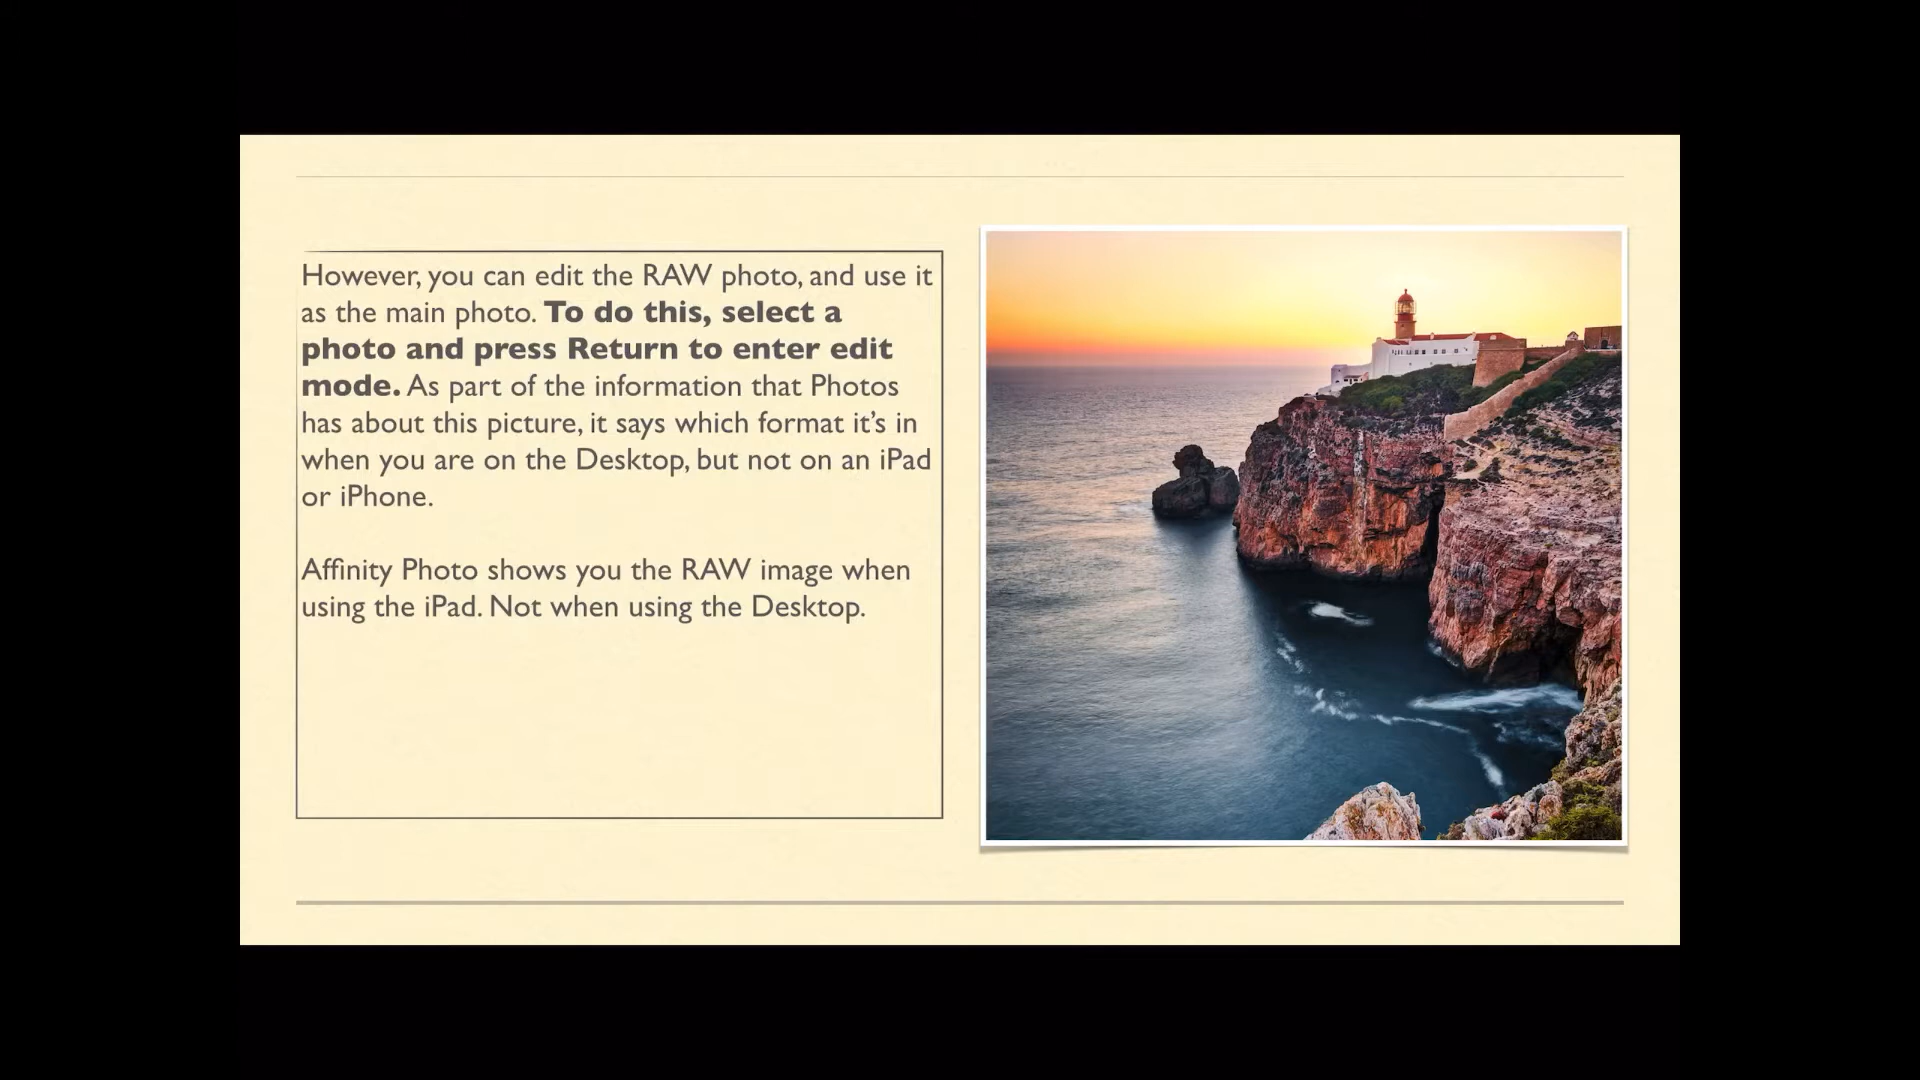 However, you can edit the RAW photo, and use it
as the main photo. To do this, select a
photo and press Return to enter edit
mode. As part of the information that Photos
has about this picture, it says which format it’s in
when you are on the Desktop, but not on an iPad
or iPhone.
Affinity Photo shows you the RAW image when
using the iPad. Not when using the Desktop.